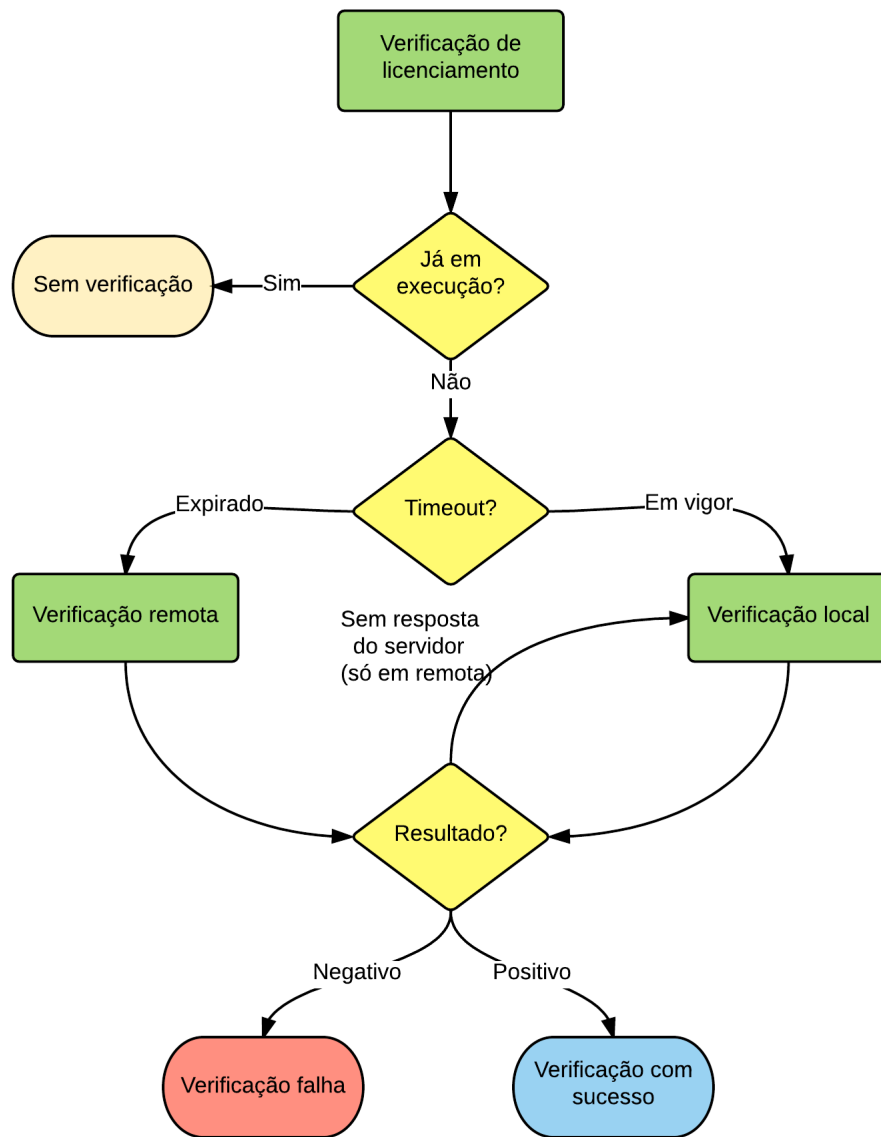 Verificação de
licenciamento
Já em
execução?
Sim
Sem verificação
Não
Timeout?
Expirado
Em vigor
Verificação remota
Verificação local
Sem resposta
do servidor
(só em remota)
Resultado?
Negativo
Positivo
Verificação falha
Verificação com
sucesso